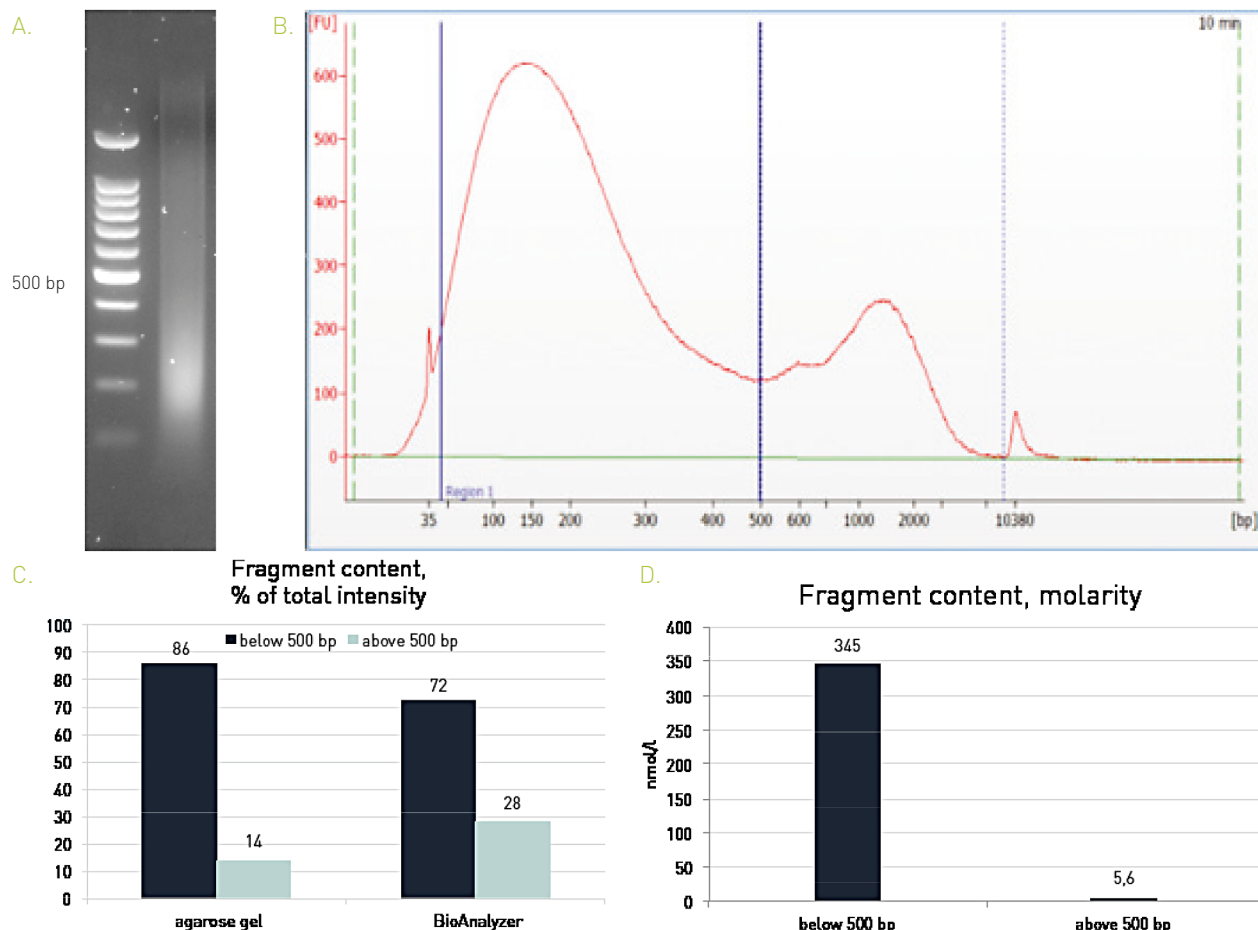 A.
B.
500 bp
[FU]
10 min
600
500
400
300
200
100
0
Region 1
35 100 150 200 300 400 500 600 1000 2000 10380 [bp]
C.
Fragment content,
% of total intensity
below 500 bp above 500 bp
100
90
80
70
60
50
40
30
20
10
0
86
14
72
28
agarose gel BioAnalyzer
D.
Fragment content, molarity
nmol/l
400
350
300
250
200
150
100
50
0
345
5,6
below 500 bp above 500 bp